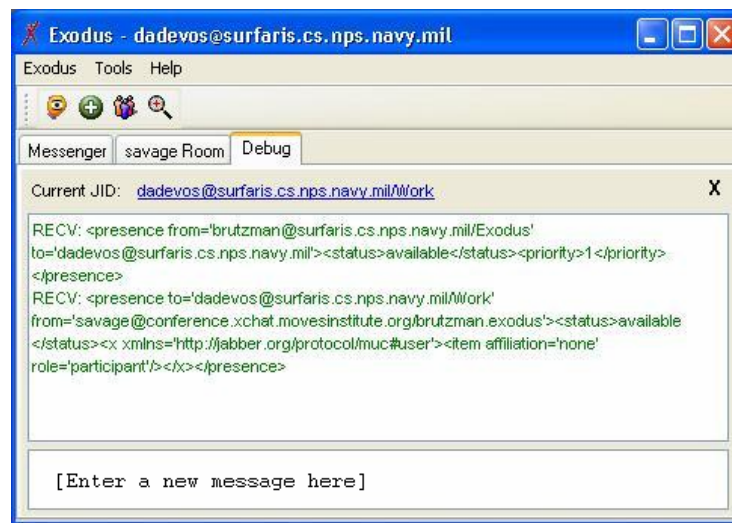 Exodus - dadevos@surfaris.cs.nps.navy.mil
Exodus Tools Help
Messenger savage Room Debug
Current JID: dadevos@surfaris.cs.nps.navy.mil/Work X
RECV: <presence from='brutzman@surfaris.cs.nps.navy.mil/Exodus'
to='dadevos@surfaris.cs.nps.navy.mil'><status>available</status><priority>1</priority>
</presence>
RECV: <presence to='dadevos@surfaris.cs.nps.navy.mil/Work'
from='savage@conference.xchat.movesinstitute.org/brutzman.exodus'><status>available
</status><x xmlns='http://jabber.org/protocol/muc#user'><item affiliation='none'
role='participant'/></x></presence>
[Enter a new message here]